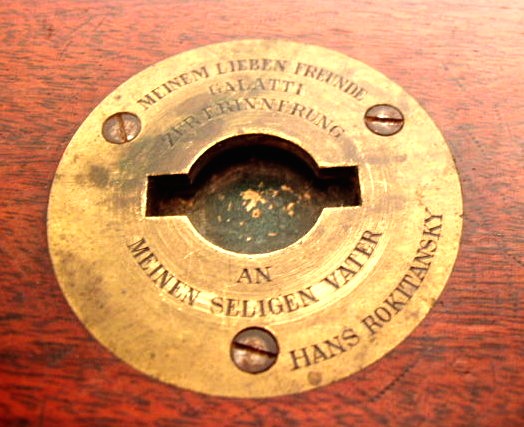 MEINEM LIEBEN FREUNDE
GALATTI
ZUR ERINNERUNG
AN
MEINEN SELIGEN VATER
HANS ROKITANSKY